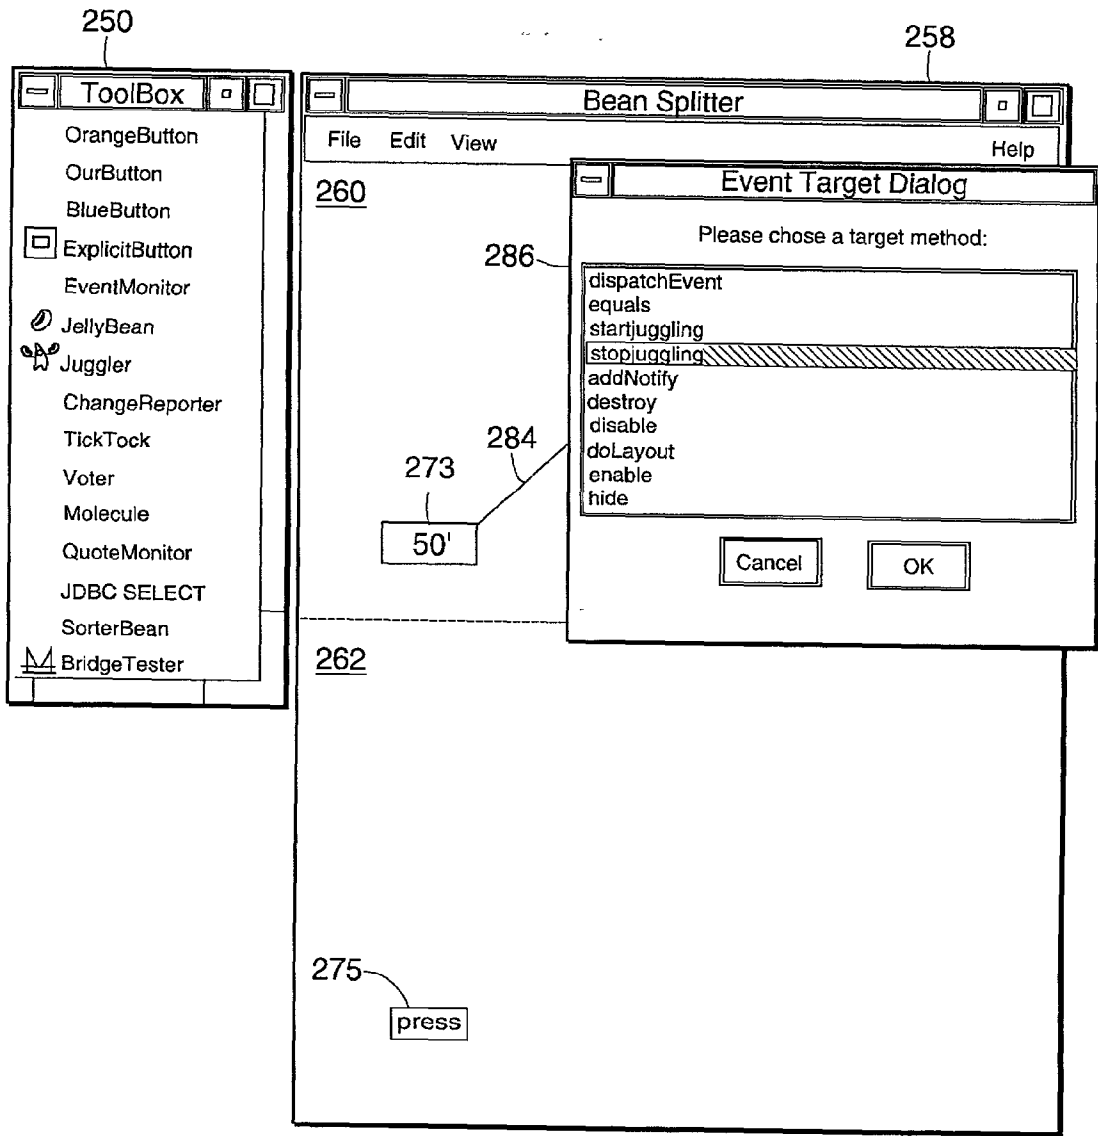 250
258
ToolBox
OrangeButton
OurButton
BlueButton
ExplicitButton
EventMonitor
JellyBean
Juggler
ChangeReporter
TickTock
Voter
Molecule
QuoteMonitor
JDBC SELECT
SorterBean
BridgeTester
Bean Splitter
File Edit View Help
260
Event Target Dialog
Please chose a target method:
286
dispatchEvent
equals
startjuggling
stopjuggling
addNotify
destroy
disable
doLayout
enable
hide
284
273
50'
Cancel OK
262
275
press